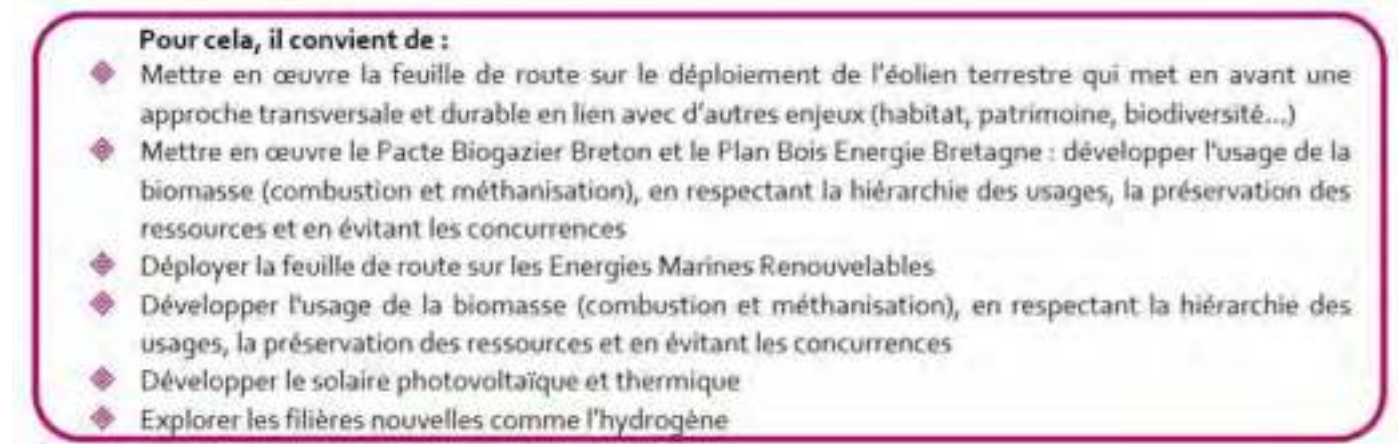 Pour cela, il convient de :
Mettre en œuvre la feuille de route sur le déploiement de l'éolien terrestre qui met en avant une
approche transversale et durable en lien avec d'autres enjeux (habitat, patrimoine, biodiversité...)
Mettre en œuvre le Pacte Biogazier Breton et le Plan Bois Energie Bretagne : développer l'usage de la
biomasse (combustion et méthanisation), en respectant la hiérarchie des usages, la préservation des
ressources et en évitant les concurrences
Déployer la feuille de route sur les Energies Marines Renouvelables
Développer l'usage de la biomasse (combustion et méthanisation), en respectant la hiérarchie des
usages, la préservation des ressources et en évitant les concurrences
Développer le solaire photovoltaïque et thermique
Explorer les filières nouvelles comme l'hydrogène